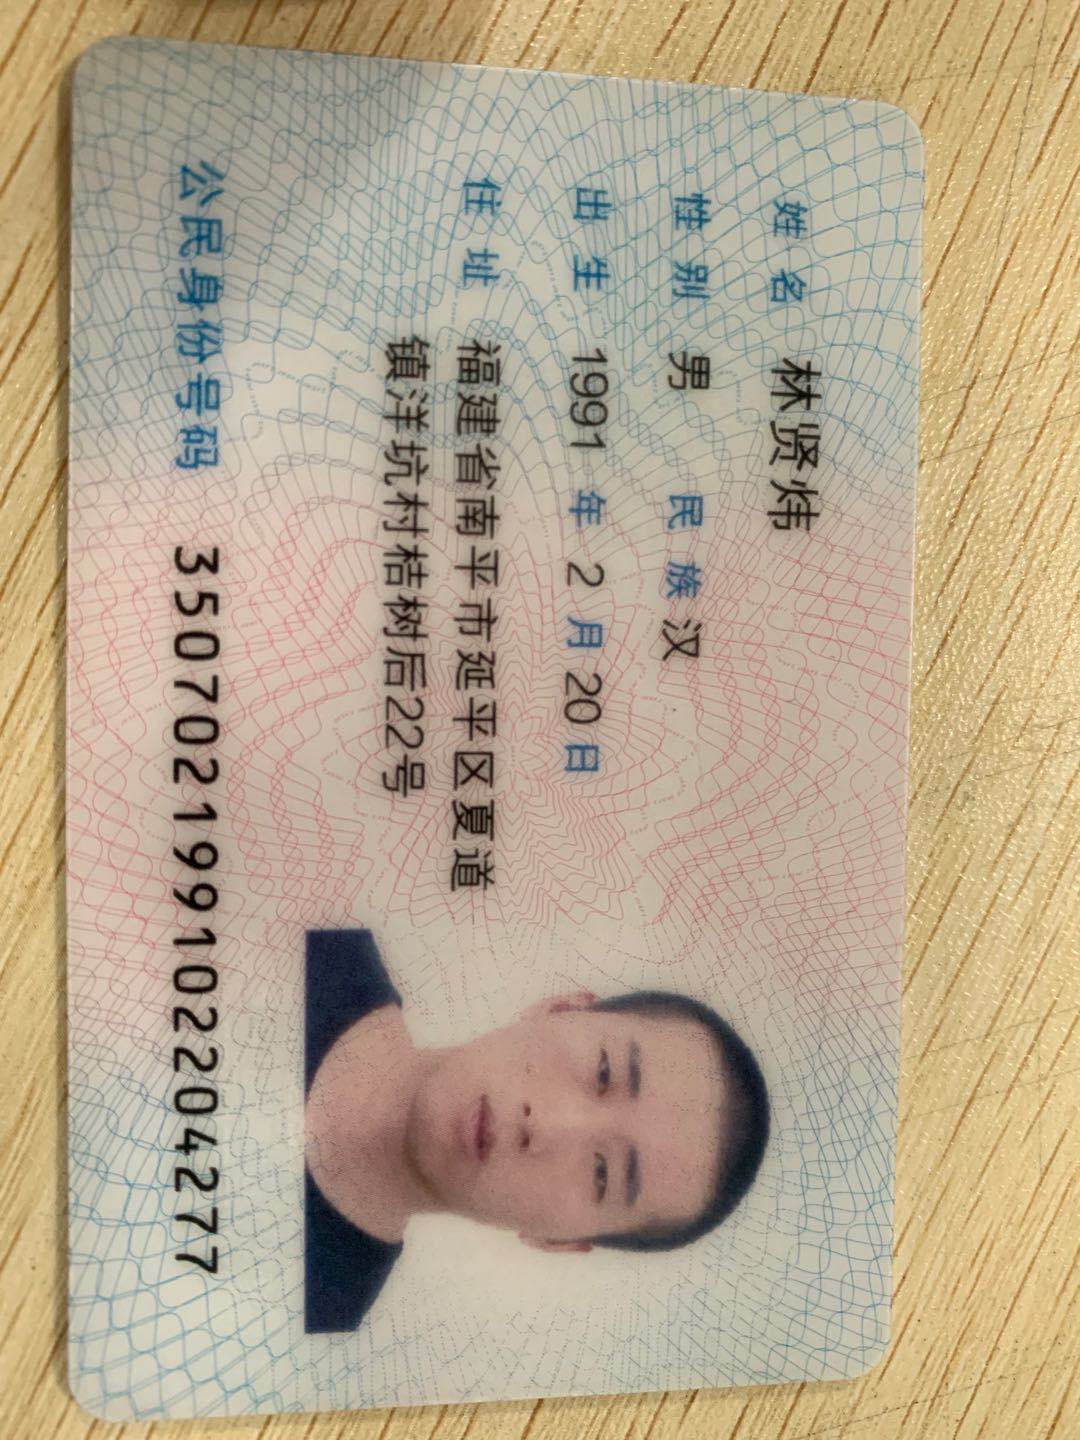 姓名 林贤炜
性别 男 民族 汉
出生 1991 年 2 月 20 日
住址 福建省南平市延平区夏道
镇洋坑村桔树后22号
公民身份号码 350702199102204277